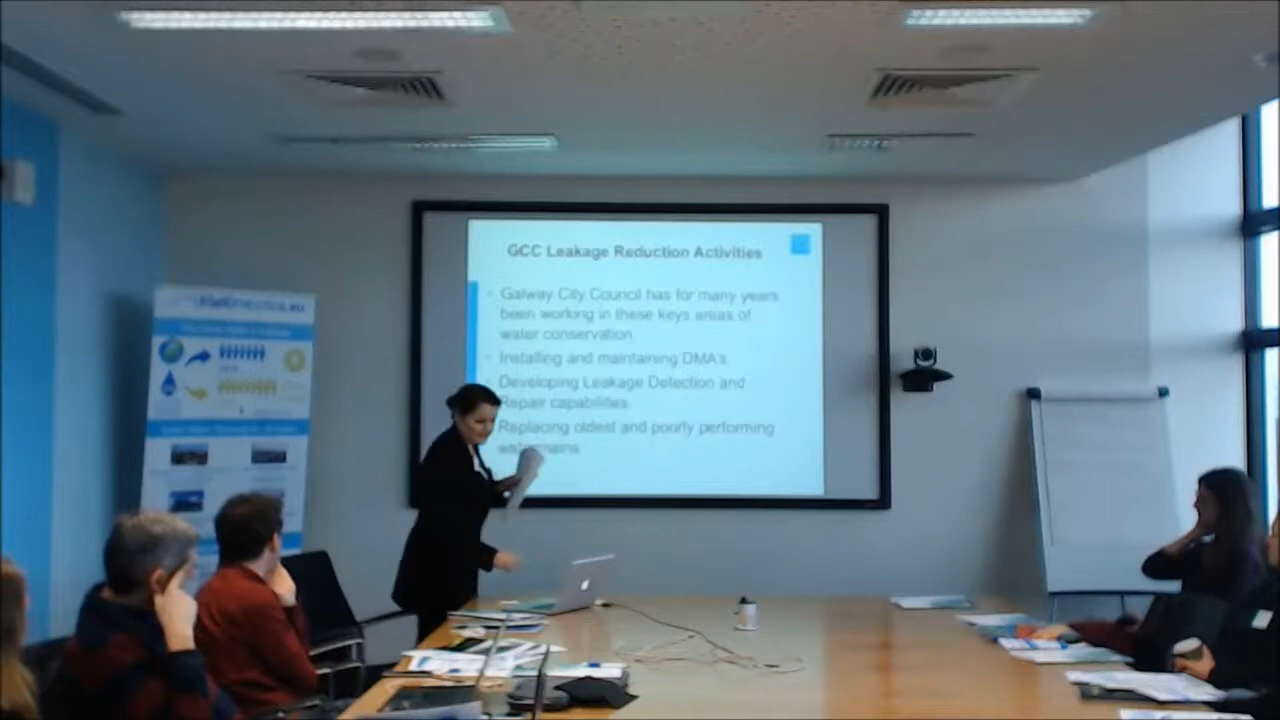 GCC Leakage Reduction Activities
Galway City Council has for many years
been working in these keys areas of
water conservation
Installing and maintaining DMA's
Developing Leakage Detection and
Repair capabilities
Replacing oldest and poorly performing
watermains